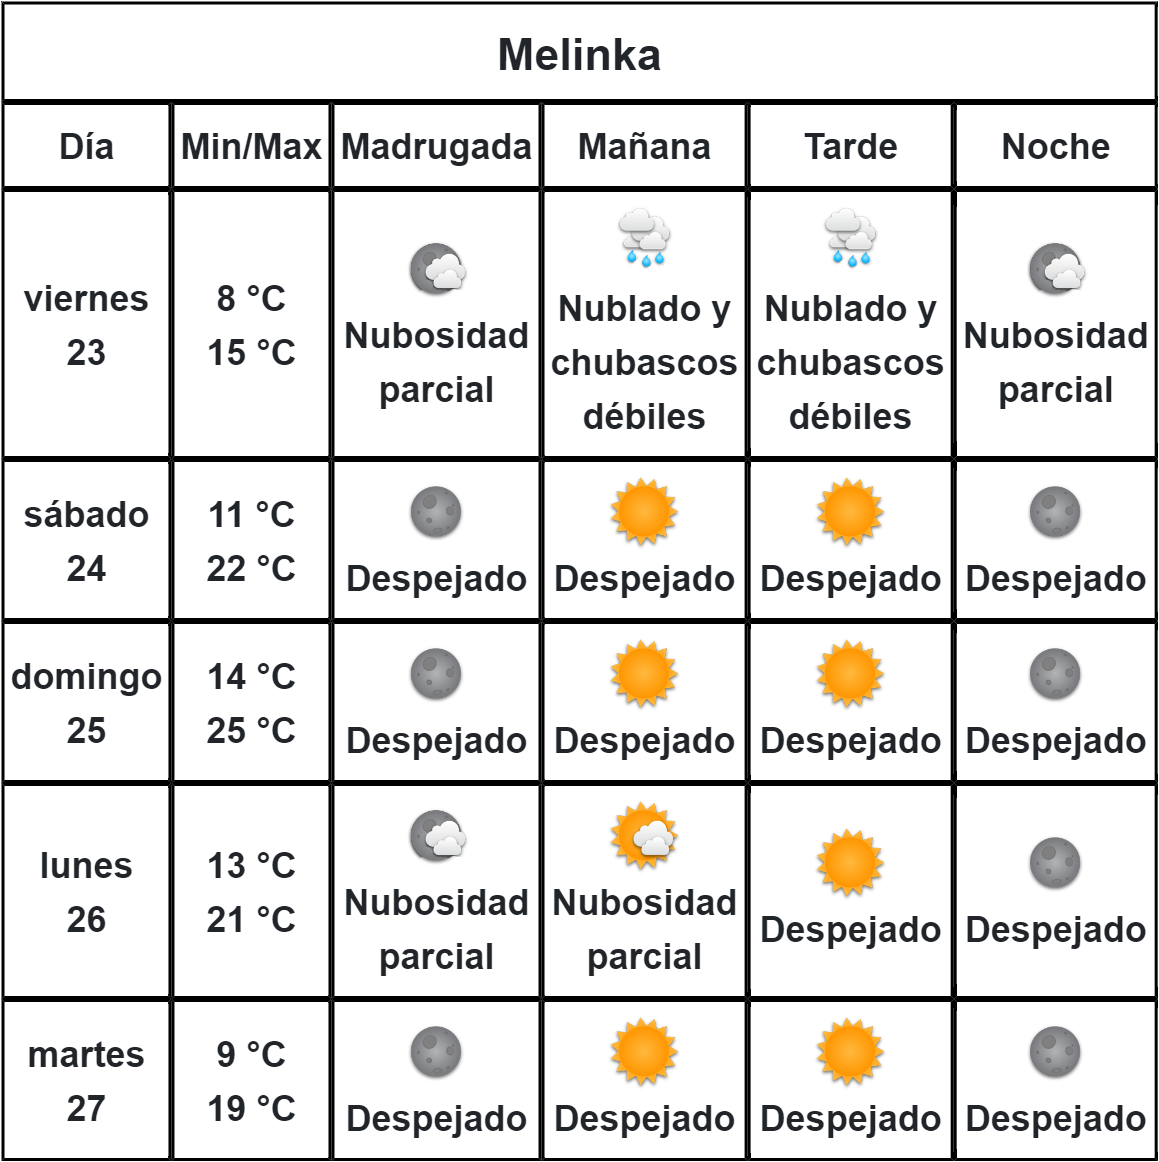 Melinka
Día Min/Max Madrugada Mañana Tarde Noche
viernes
23
8 °C
15 °C
Nubosidad
parcial
Nublado y
chubascos
débiles
Nublado y
chubascos
débiles
Nubosidad
parcial
sábado
24
11 °C
22 °C
Despejado
Despejado
Despejado
Despejado
domingo
25
14 °C
25 °C
Despejado
Despejado
Despejado
Despejado
lunes
26
13 °C
21 °C
Nubosidad
parcial
Nubosidad
parcial
Despejado
Despejado
martes
27
9 °C
19 °C
Despejado
Despejado
Despejado
Despejado